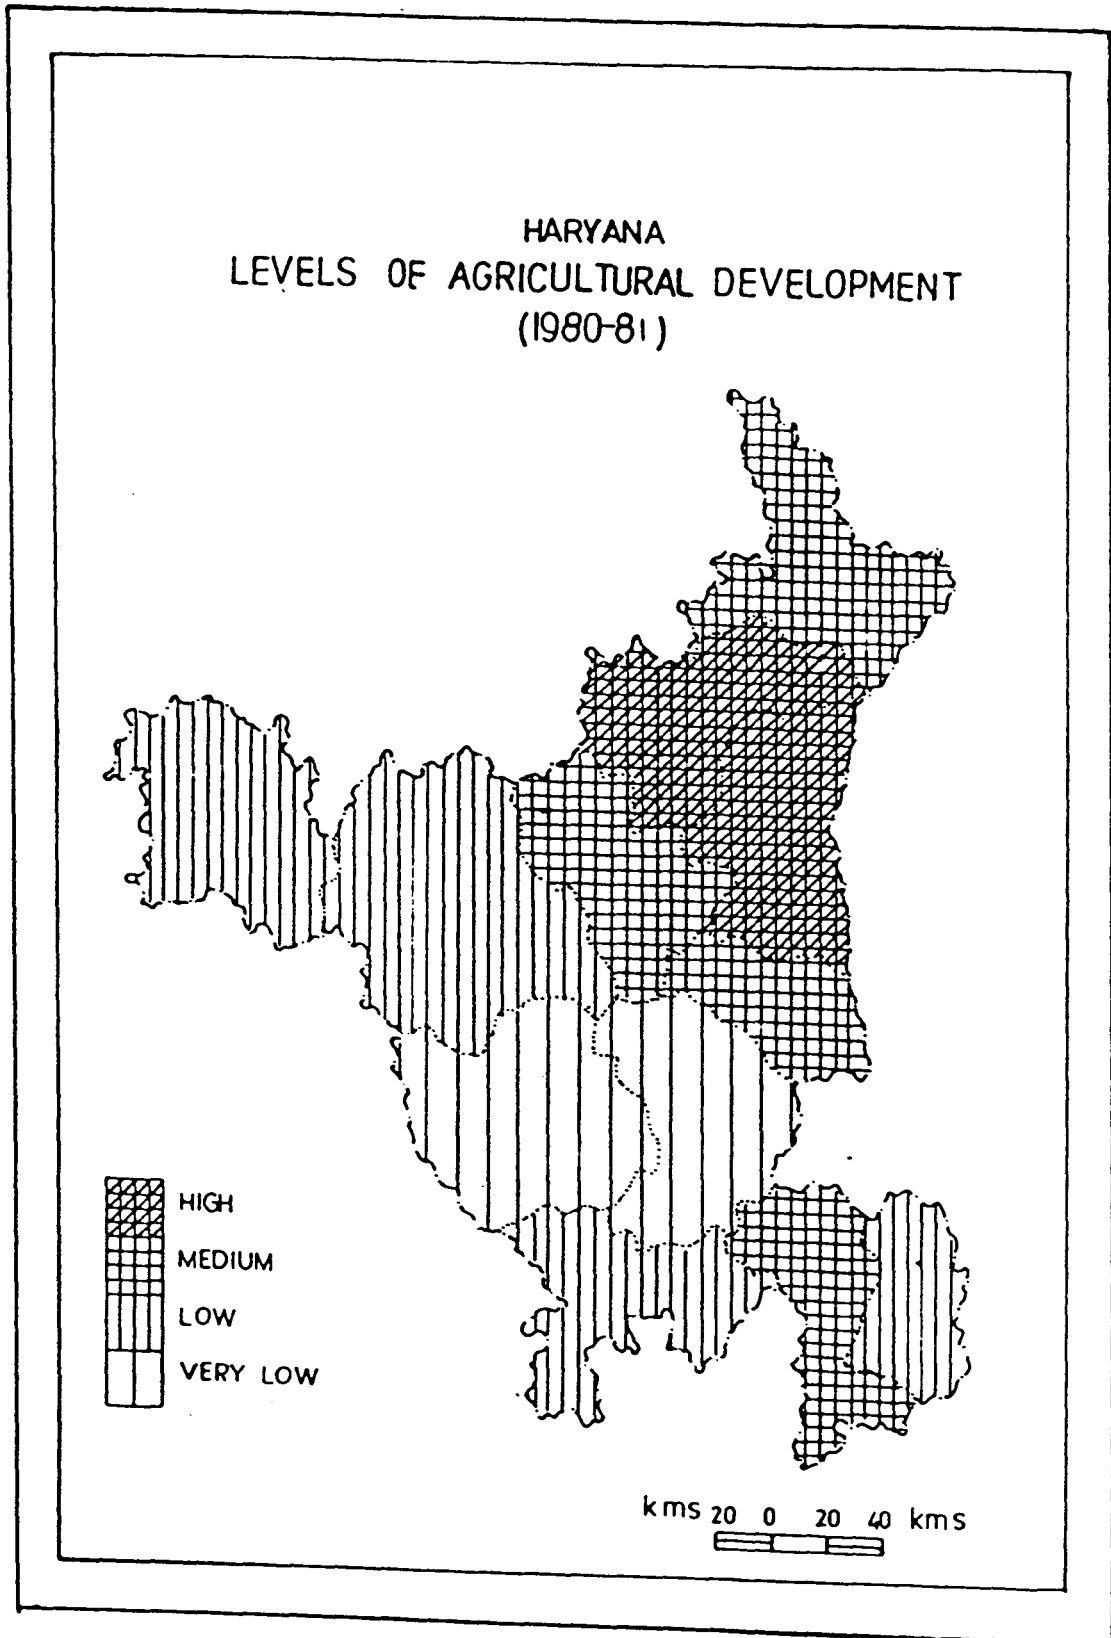 HARYANA
LEVELS OF AGRICULTURAL DEVELOPMENT
(1980-81)
HIGH
MEDIUM
LOW
VERY LOW
kms 20 0 20 40 kms